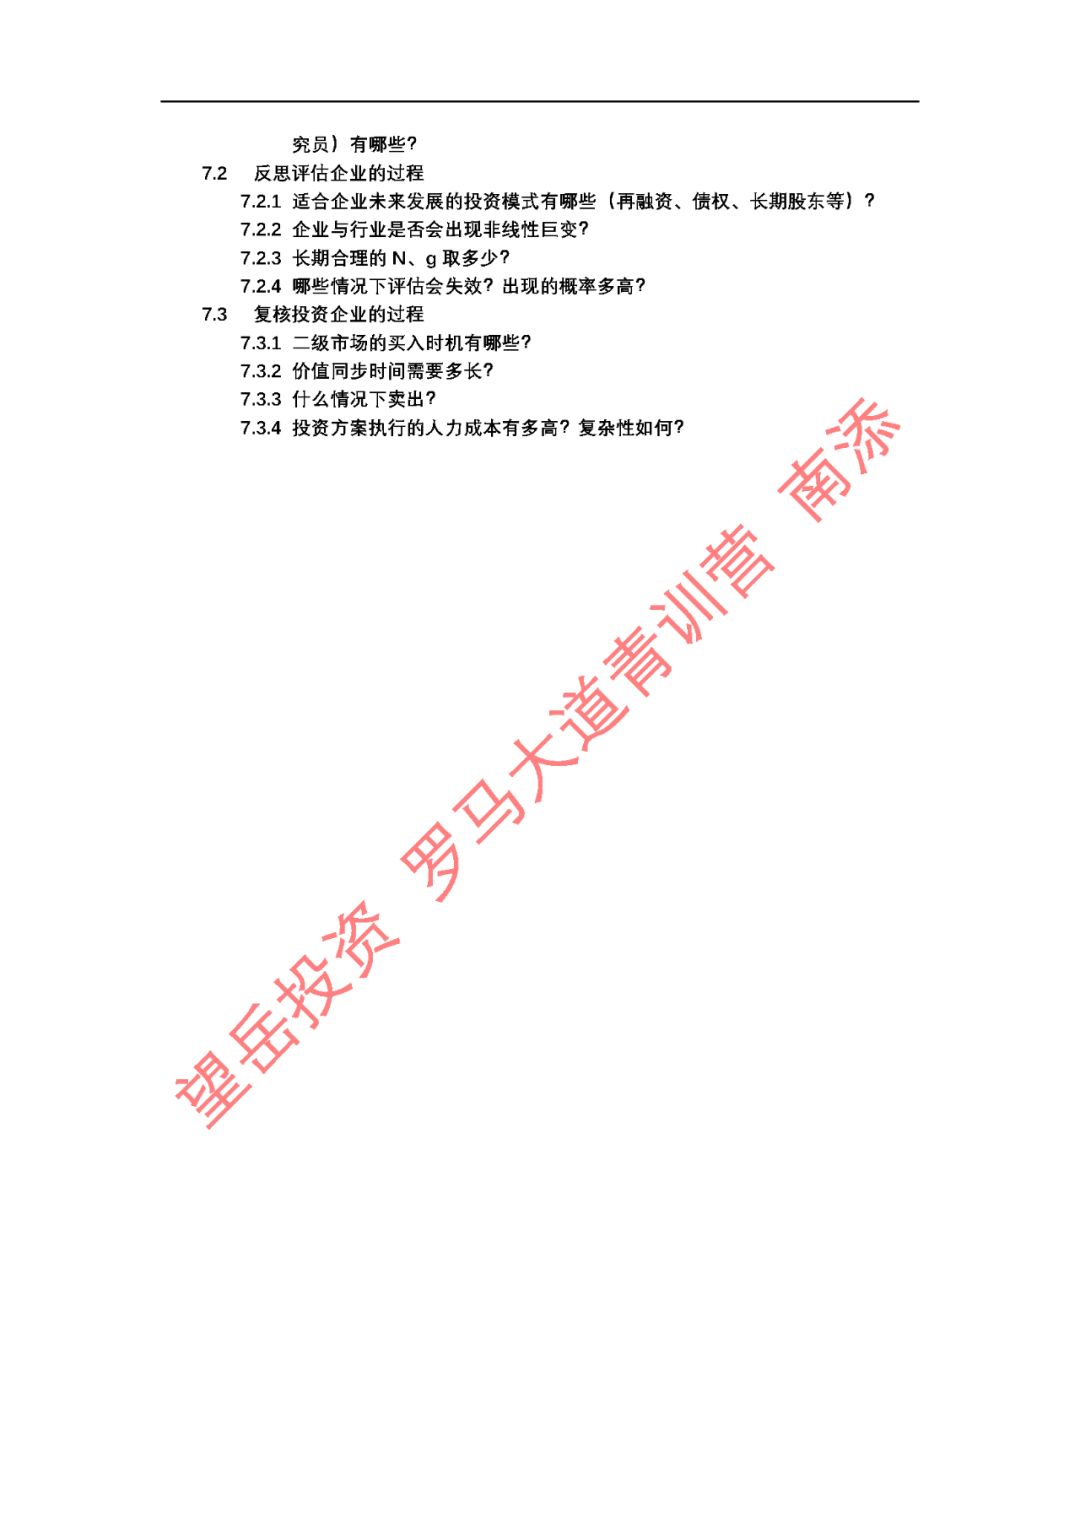 究员）有哪些？
7.2 反思评估企业的过程
7.2.1 适合企业未来发展的投资模式有哪些（再融资、债权、长期股东等）？
7.2.2 企业与行业是否会出现非线性巨变？
7.2.3 长期合理的 N、g 取多少？
7.2.4 哪些情况下评估会失效？出现的概率多高？
7.3 复核投资企业的过程
7.3.1 二级市场的买入时机有哪些？
7.3.2 价值同步时间需要多长？
7.3.3 什么情况下卖出？
7.3.4 投资方案执行的人力成本有多高？复杂性如何？
望岳投资 罗马大道青训营 南添